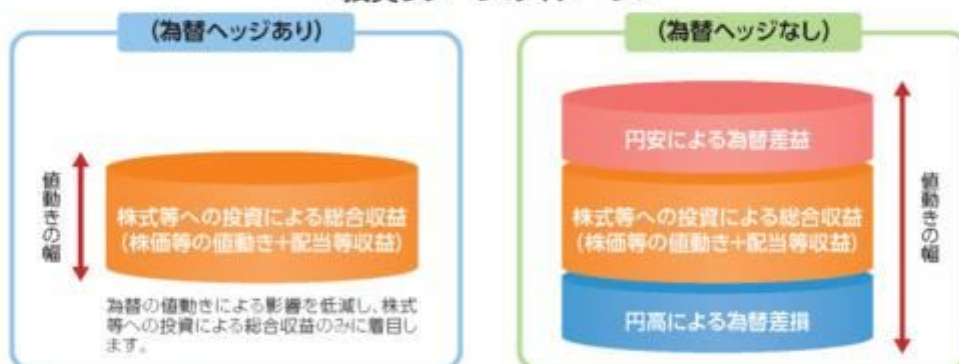 (為替ヘッジあり)
値動きの幅
株式等への投資による総合収益
(株価等の値動き+配当等収益)
為替の値動きによる影響を低減し、株式
等への投資による総合収益のみに着目し
ます。
(為替ヘッジなし)
円安による為替差益
株式等への投資による総合収益
(株価等の値動き+配当等収益)
円高による為替差損
値動きの幅